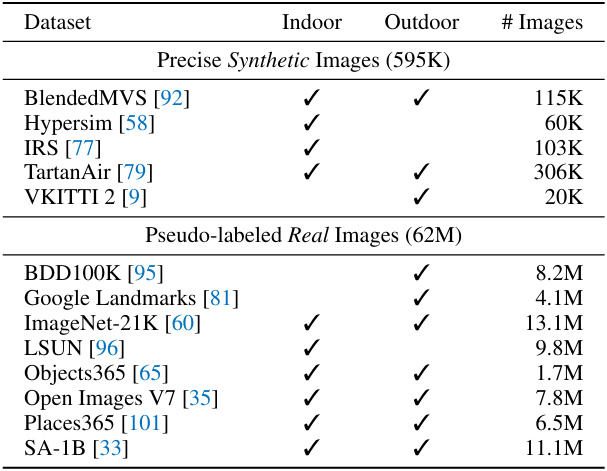 Dataset Indoor Outdoor # Images
Precise Synthetic Images (595K)
BlendedMVS [92] ✓ ✓ 115K
Hypersim [58] ✓ 60K
IRS [77] ✓ 103K
TartanAir [79] ✓ ✓ 306K
VKITTI 2 [9] ✓ 20K
Pseudo-labeled Real Images (62M)
BDD100K [95] ✓ 8.2M
Google Landmarks [81] ✓ 4.1M
ImageNet-21K [60] ✓ ✓ 13.1M
LSUN [96] ✓ 9.8M
Objects365 [65] ✓ ✓ 1.7M
Open Images V7 [35] ✓ ✓ 7.8M
Places365 [101] ✓ ✓ 6.5M
SA-1B [33] ✓ ✓ 11.1M